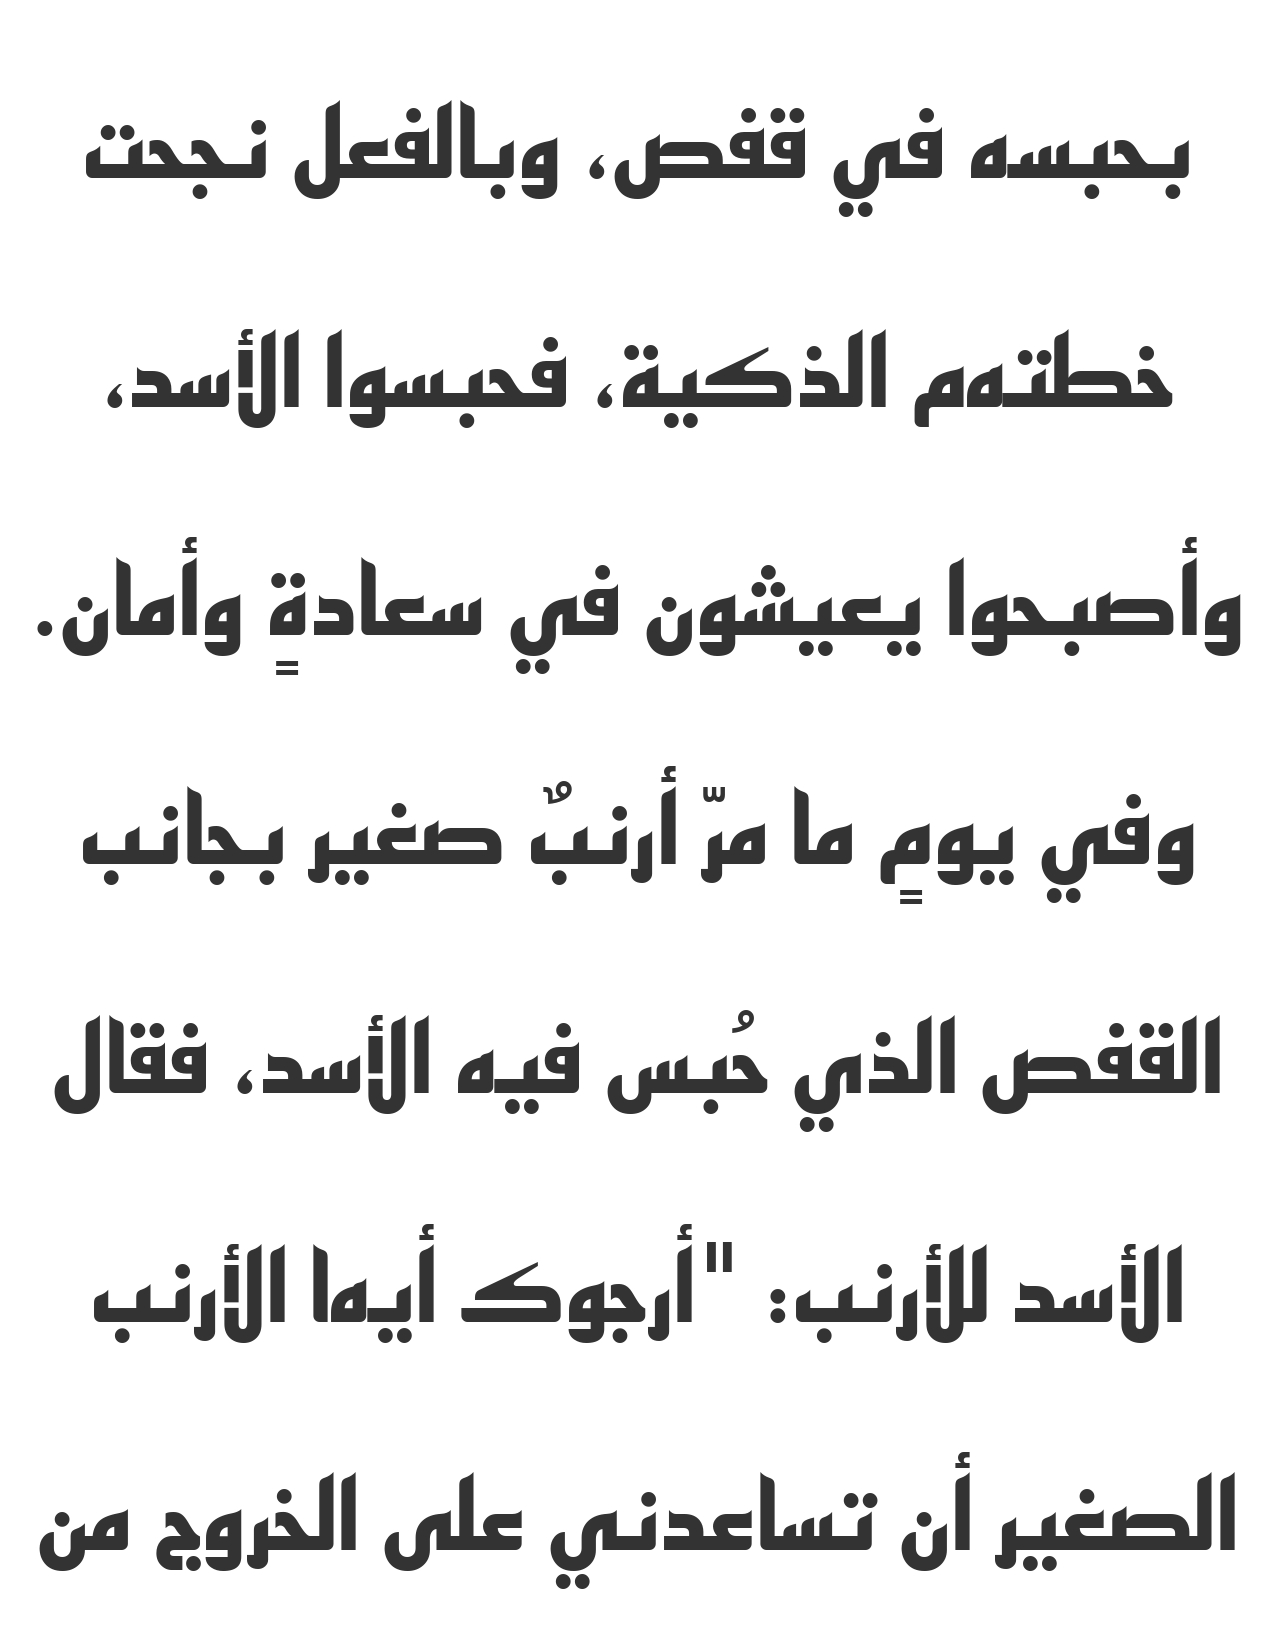 بحبسه في قفص، وبالفعل نجحت
خطتهم الذكية، فحبسوا الأسد،
وأصبحوا يعيشون في سعادةٍ وأمان.
وفي يومٍ ما مرّ أرنبٌ صغير بجانب
القفص الذي حُبس فيه الأسد، فقال
الأسد للأرنب: "أرجوك أيها الأرنب
الصغير أن تساعدني على الخروج من